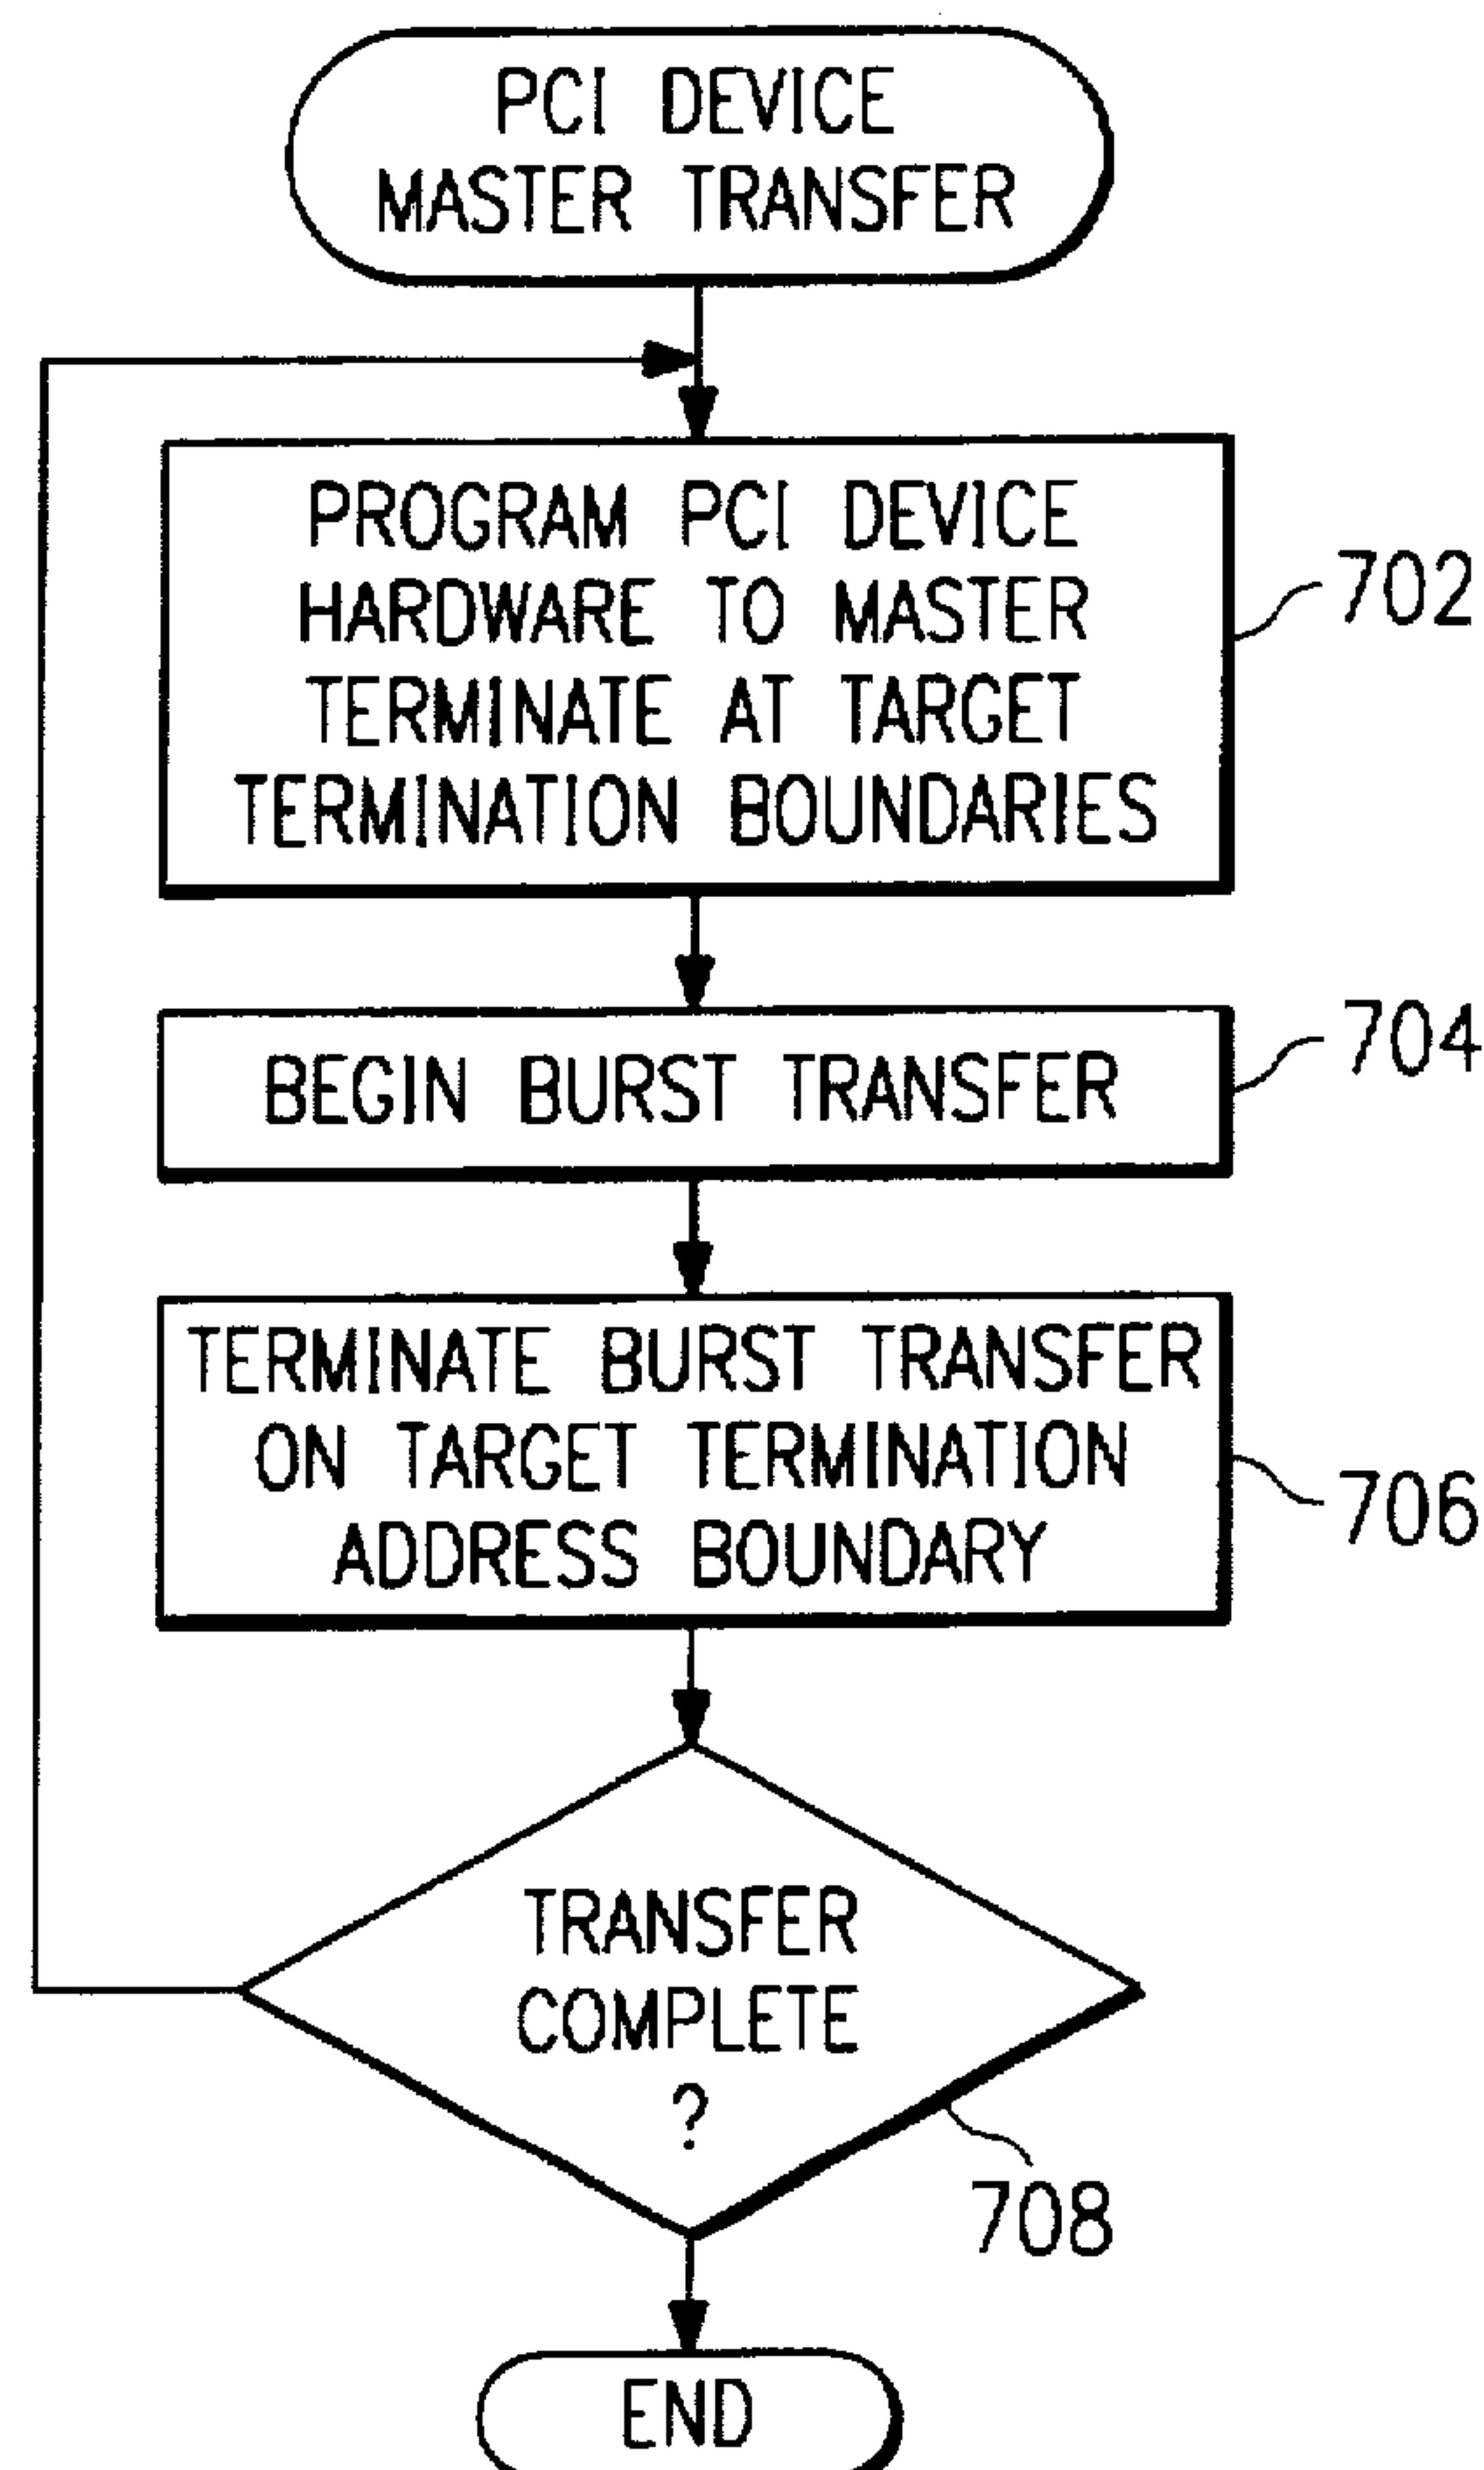 PCI DEVICE
MASTER TRANSFER
PROGRAM PCI DEVICE
HARDWARE TO MASTER
TERMINATE AT TARGET
TERMINATION BOUNDARIES
702
BEGIN BURST TRANSFER
704
TERMINATE BURST TRANSFER
ON TARGET TERMINATION
ADDRESS BOUNDARY
706
TRANSFER
COMPLETE
?
708
END